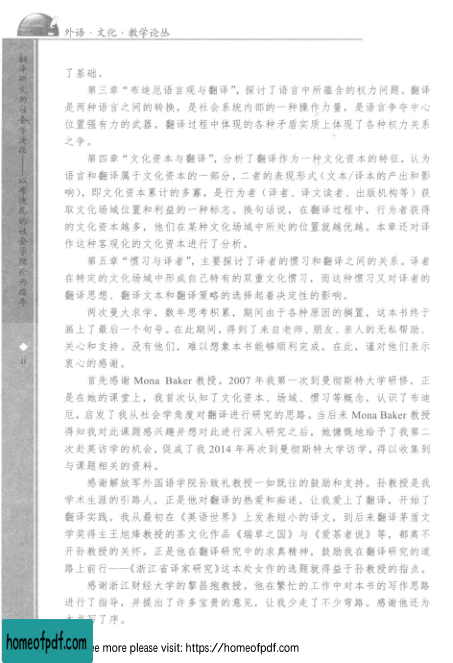 外语·文化·教学论丛
翻译研究的社会学途径——以布迪厄的社会学理论为指导
II
了基础。
第三章“布迪厄语言观与翻译”，探讨了语言中所蕴含的权力问题。翻译
是两种语言之间的转换，是社会系统内部的一种操作力量，是语言争夺中心
位置强有力的武器。翻译过程中体现的各种矛盾实质上体现了各种权力关系
之争。
第四章“文化资本与翻译”，分析了翻译作为一种文化资本的特征，认为
语言和翻译属于文化资本的一部分，二者的表现形式（文本/译本的产出和影
响），即文化资本累计的多寡，是行为者（译者、译文读者、出版机构等）获
取文化场域位置和利益的一种标志。换句话说，在翻译过程中，行为者获得
的文化资本越多，他们在某种文化场域中所处的位置就越优越。本章还对译
作这种客观化的文化资本进行了分析。
第五章“惯习与译者”，主要探讨了译者的惯习和翻译之间的关系。译者
在特定的文化场域中形成自己特有的双重文化惯习，而这种惯习又对译者的
翻译思想、翻译文本和翻译策略的选择起着决定性的影响。
两次曼大求学，数年思考积累，期间由于各种原因的搁置，这本书终于
画上了最后一个句号。在此期间，得到了来自老师、朋友、亲人的无私帮助、
关心和支持。没有他们，难以想象本书能够顺利完成。在此，谨对他们表示
衷心的感谢。
首先感谢 Mona Baker 教授。2007 年我第一次到曼彻斯特大学研修，正
是在她的课堂上，我首次认知了文化资本、场域、惯习等概念，认识了布迪
厄，启发了我从社会学角度对翻译进行研究的思路。当后来 Mona Baker 教授
得知我对此课题感兴趣并想对此进行深入研究之后，她慷慨地给予了我第二
次赴英访学的机会，促成了我 2014 年再次到曼彻斯特大学访学，得以收集到
与课题相关的资料。
感谢解放军外国语学院孙致礼教授一如既往的鼓励和支持。孙教授是我
学术生涯的引路人，正是他对翻译的热爱和痴迷，让我爱上了翻译，开始了
翻译实践。我从最初在《英语世界》上发表短小的译文，到后来翻译茅盾文
学奖得主王旭烽教授的茶文化作品《瑞草之国》与《爱茶者说》等，都离不
开孙教授的关怀。正是他在翻译研究中的求真精神，鼓励我在翻译研究的道
路上前行——《浙江省译家研究》这本处女作的选题就得益于孙教授的指点。
感谢浙江财经大学的黎昌抱教授。他在繁忙的工作中对本书的写作思路
进行了指导，并提出了许多宝贵的意见，让我少走了不少弯路。感谢他还为
本书写了序。
homeofpdf.com
ee more please visit: https://homeofpdf.com